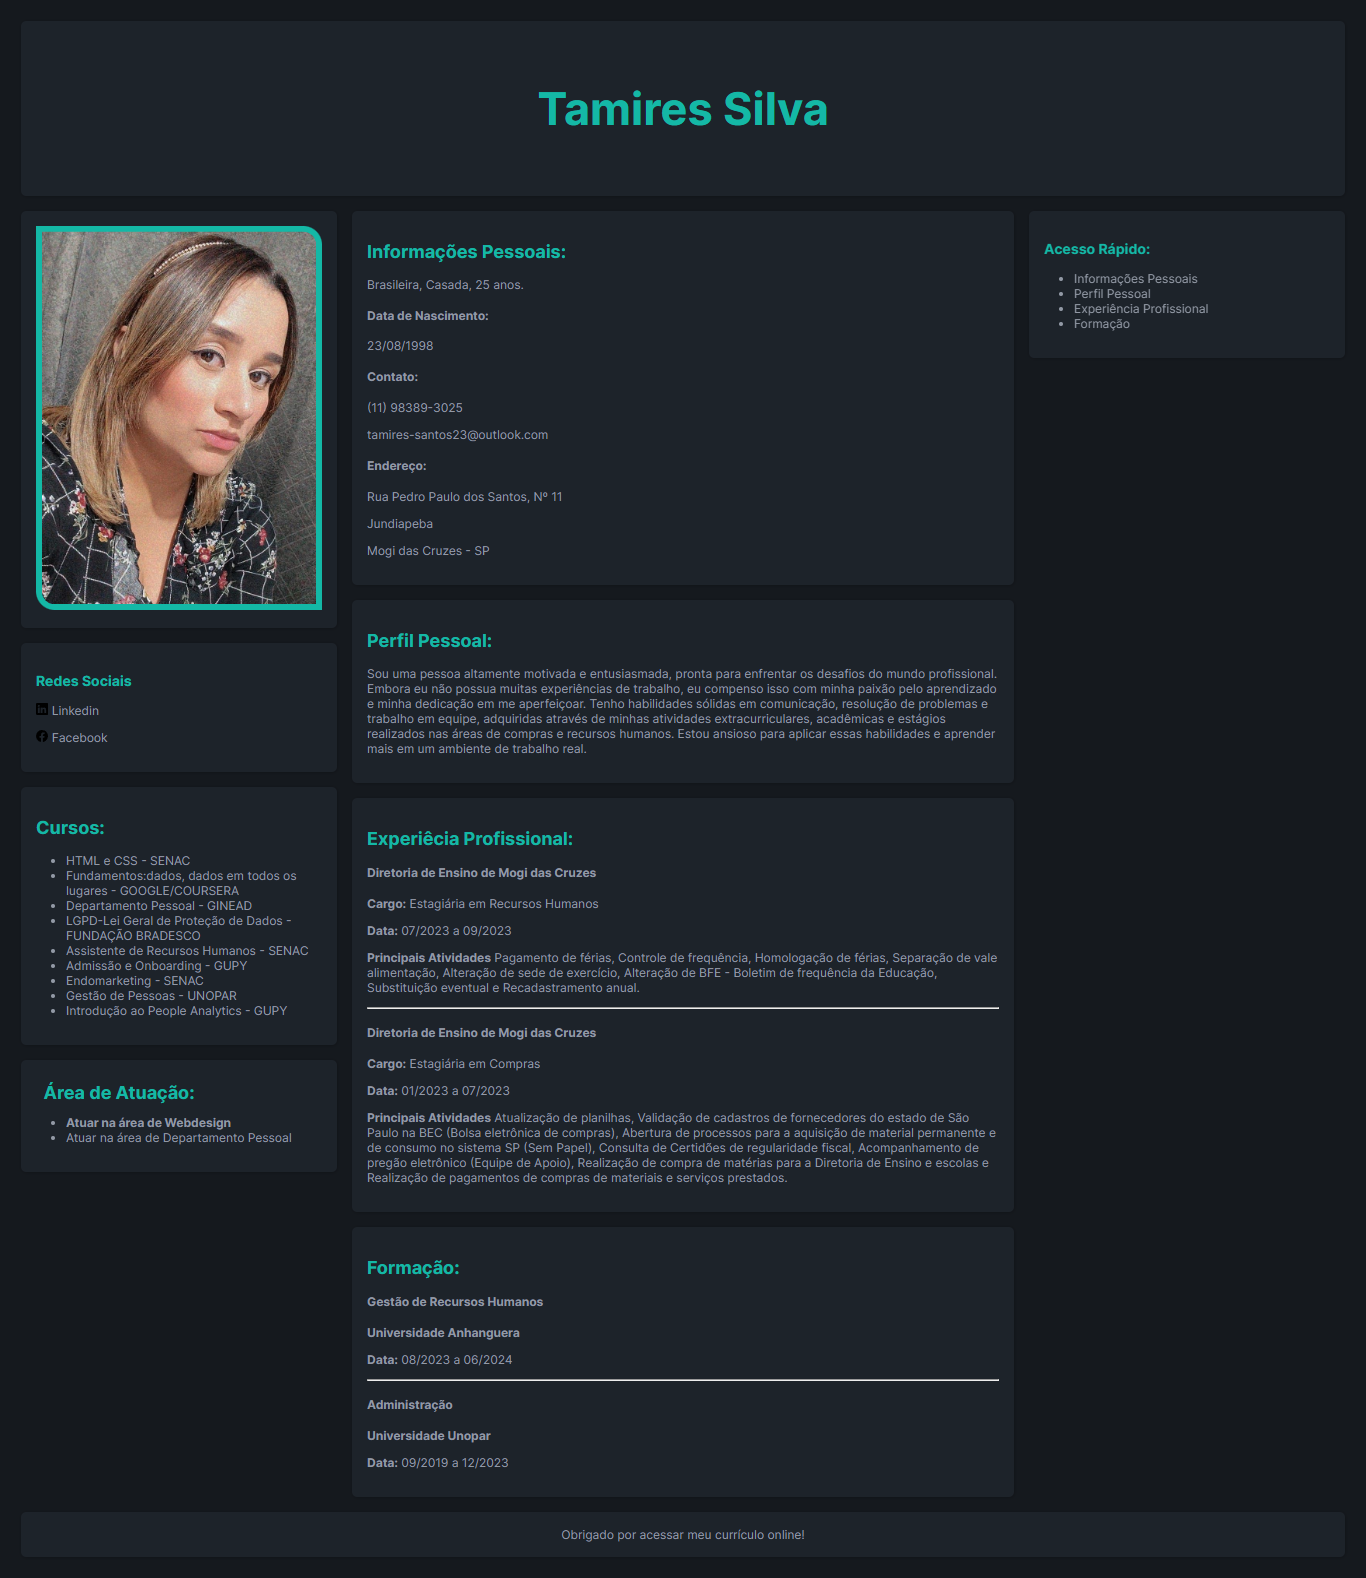 Tamires Silva
Redes Sociais
Linkedin
Facebook
Cursos:
HTML e CSS - SENAC
Fundamentos:dados, dados em todos os
lugares - GOOGLE/COURSERA
Departamento Pessoal - GINEAD
LGPD-Lei Geral de Proteção de Dados -
FUNDAÇÃO BRADESCO
Assistente de Recursos Humanos - SENAC
Admissão e Onboarding - GUPY
Endomarketing - SENAC
Gestão de Pessoas - UNOPAR
Introdução ao People Analytics - GUPY
Área de Atuação:
Atuar na área de Webdesign
Atuar na área de Departamento Pessoal
Informações Pessoais:
Brasileira, Casada, 25 anos.
Data de Nascimento:
23/08/1998
Contato:
(11) 98389-3025
tamires-santos23@outlook.com
Endereço:
Rua Pedro Paulo dos Santos, Nº 11
Jundiapeba
Mogi das Cruzes - SP
Perfil Pessoal:
Sou uma pessoa altamente motivada e entusiasmada, pronta para enfrentar os desafios do mundo profissional.
Embora eu não possua muitas experiências de trabalho, eu compenso isso com minha paixão pelo aprendizado
e minha dedicação em me aperfeiçoar. Tenho habilidades sólidas em comunicação, resolução de problemas e
trabalho em equipe, adquiridas através de minhas atividades extracurriculares, acadêmicas e estágios
realizados nas áreas de compras e recursos humanos. Estou ansioso para aplicar essas habilidades e aprender
mais em um ambiente de trabalho real.
Experiêcia Profissional:
Diretoria de Ensino de Mogi das Cruzes
Cargo: Estagiária em Recursos Humanos
Data: 07/2023 a 09/2023
Principais Atividades Pagamento de férias, Controle de frequência, Homologação de férias, Separação de vale
alimentação, Alteração de sede de exercício, Alteração de BFE - Boletim de frequência da Educação,
Substituição eventual e Recadastramento anual.
Diretoria de Ensino de Mogi das Cruzes
Cargo: Estagiária em Compras
Data: 01/2023 a 07/2023
Principais Atividades Atualização de planilhas, Validação de cadastros de fornecedores do estado de São
Paulo na BEC (Bolsa eletrônica de compras), Abertura de processos para a aquisição de material permanente e
de consumo no sistema SP (Sem Papel), Consulta de Certidões de regularidade fiscal, Acompanhamento de
pregão eletrônico (Equipe de Apoio), Realização de compra de matérias para a Diretoria de Ensino e escolas e
Realização de pagamentos de compras de materiais e serviços prestados.
Formação:
Gestão de Recursos Humanos
Universidade Anhanguera
Data: 08/2023 a 06/2024
Administração
Universidade Unopar
Data: 09/2019 a 12/2023
Acesso Rápido:
Informações Pessoais
Perfil Pessoal
Experiência Profissional
Formação
Obrigado por acessar meu currículo online!